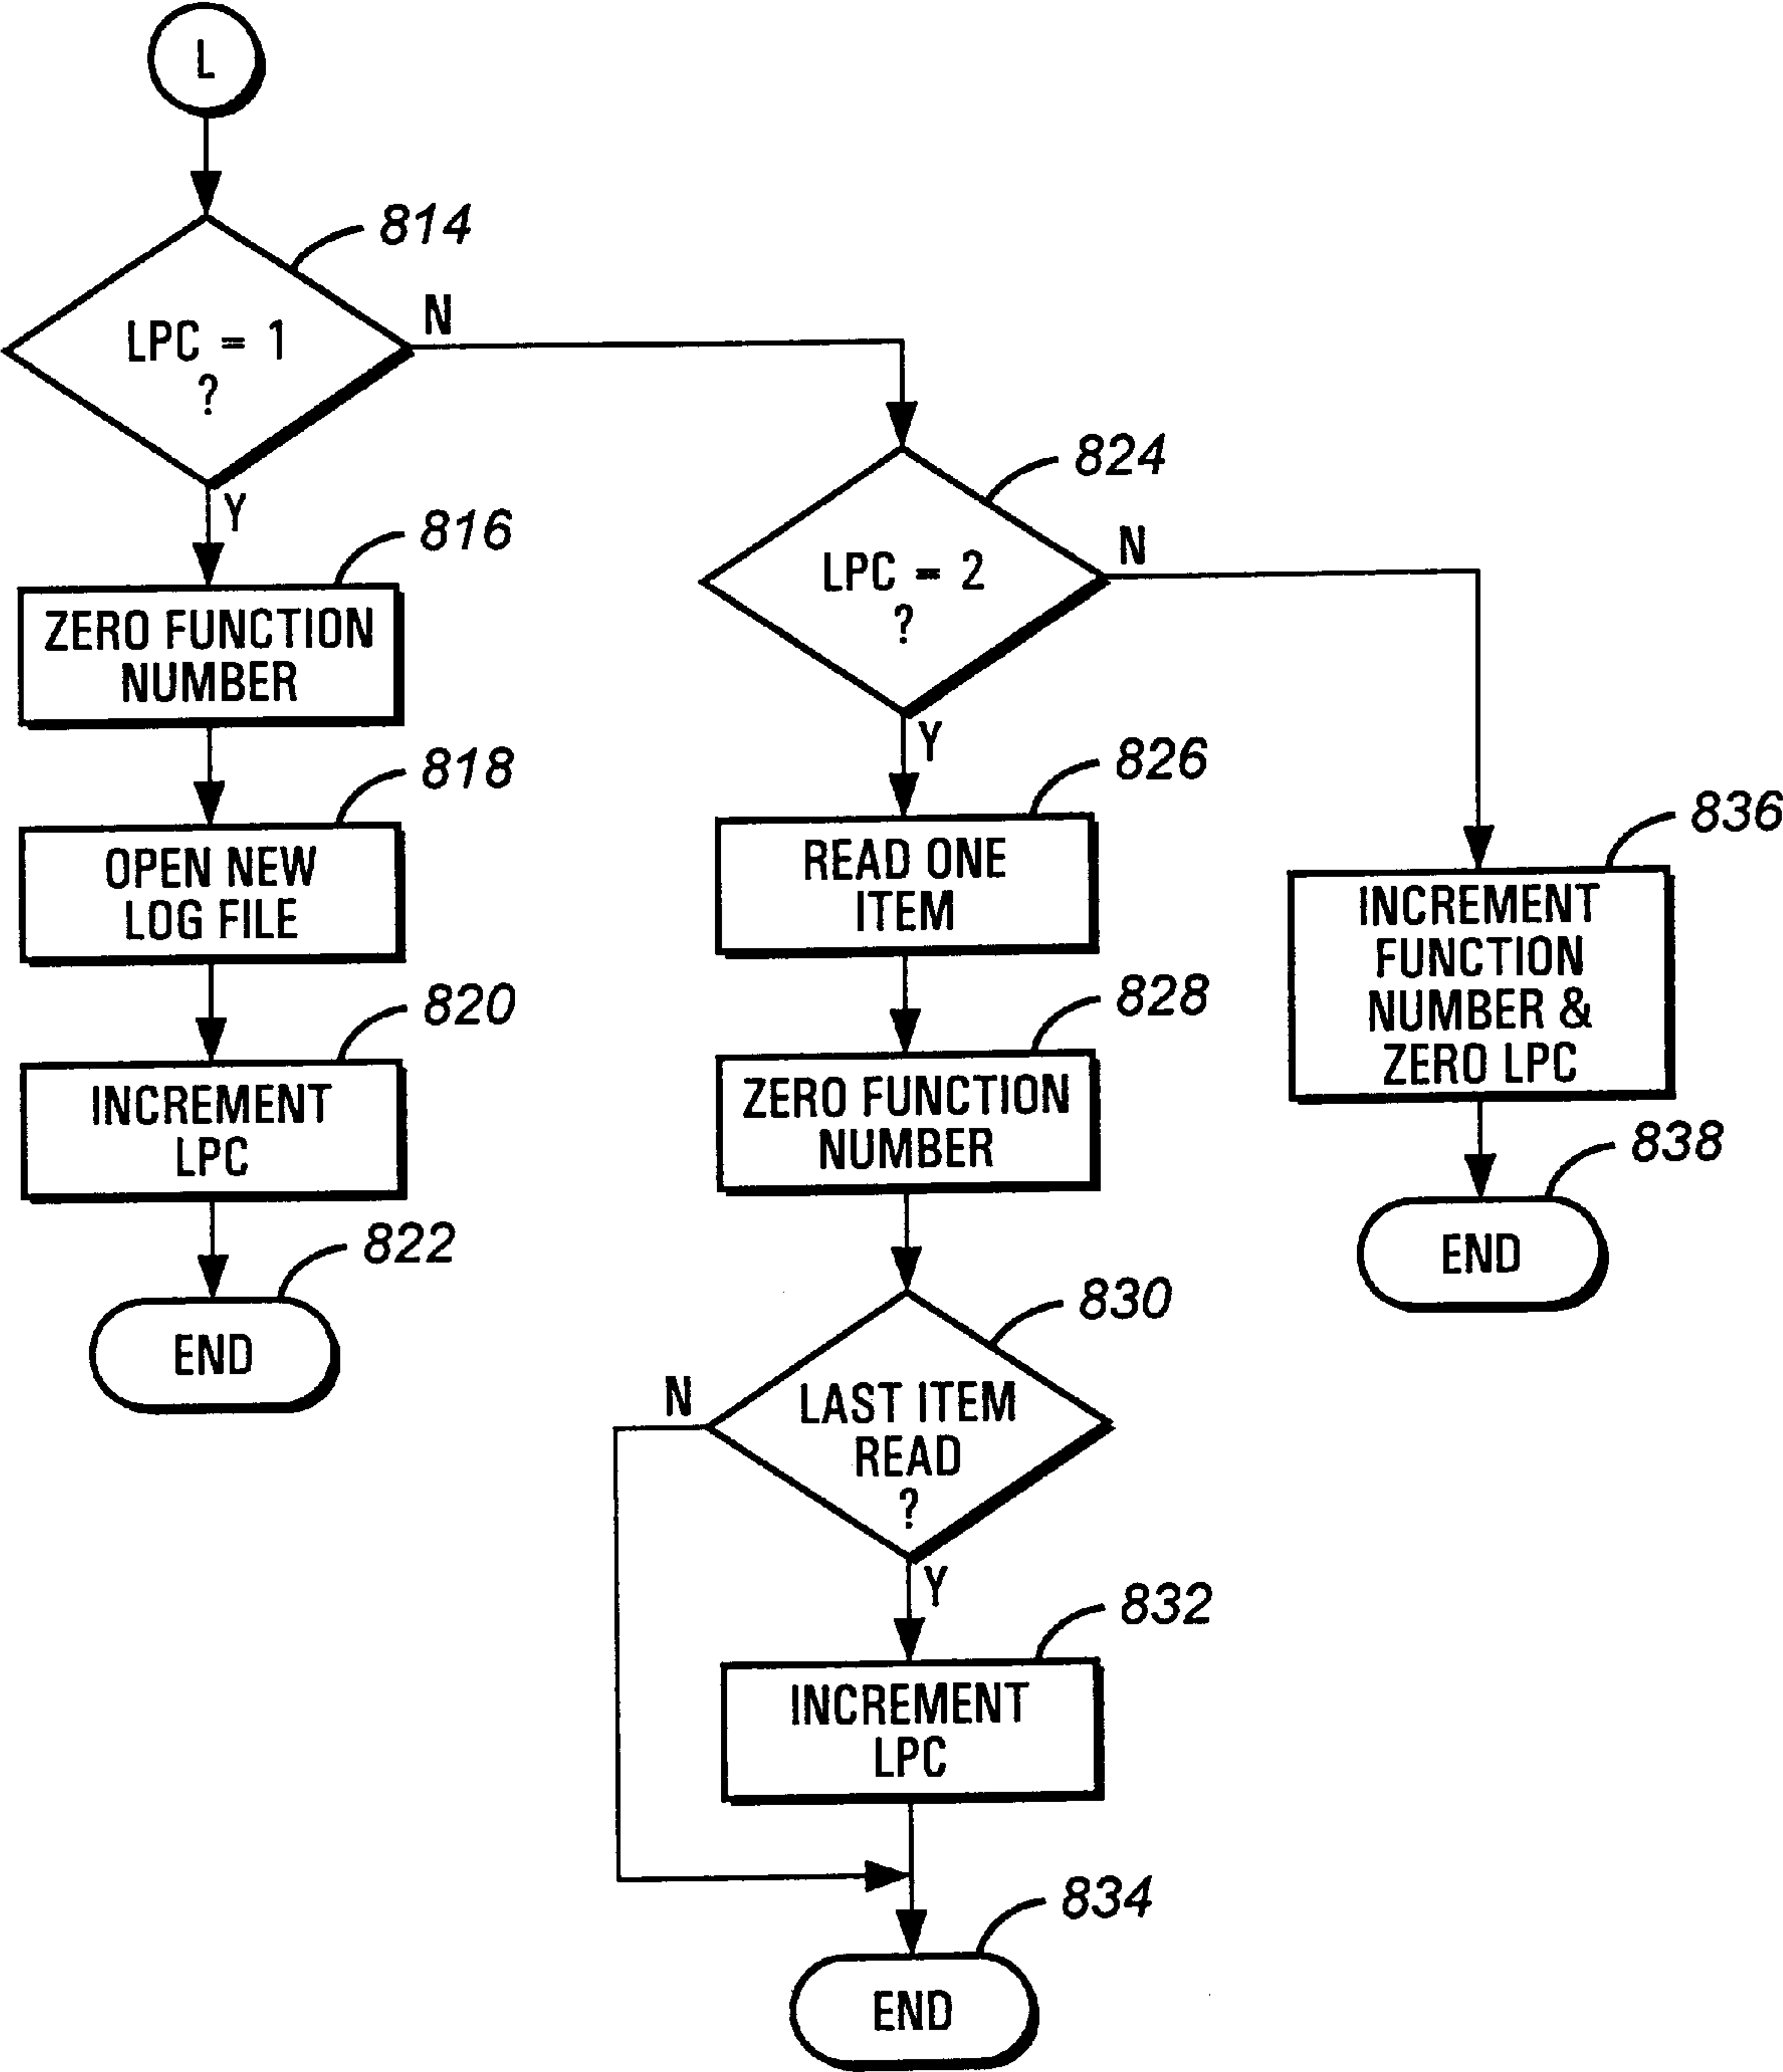 L
814
LPC = 1
?
N
Y
816
ZERO FUNCTION
NUMBER
818
OPEN NEW
LOG FILE
820
INCREMENT
LPC
822
END
824
LPC = 2
?
N
Y
826
READ ONE
ITEM
828
ZERO FUNCTION
NUMBER
830
LAST ITEM
READ
?
N
Y
832
INCREMENT
LPC
834
END
836
INCREMENT
FUNCTION
NUMBER &
ZERO LPC
838
END